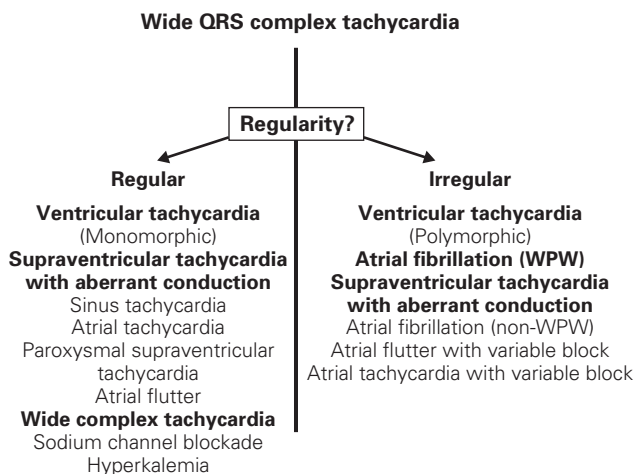 Wide QRS complex tachycardia
Regularity?
Regular
Ventricular tachycardia
(Monomorphic)
Supraventricular tachycardia
with aberrant conduction
Sinus tachycardia
Atrial tachycardia
Paroxysmal supraventricular
tachycardia
Atrial flutter
Wide complex tachycardia
Sodium channel blockade
Hyperkalemia
Irregular
Ventricular tachycardia
(Polymorphic)
Atrial fibrillation (WPW)
Supraventricular tachycardia
with aberrant conduction
Atrial fibrillation (non-WPW)
Atrial flutter with variable block
Atrial tachycardia with variable block